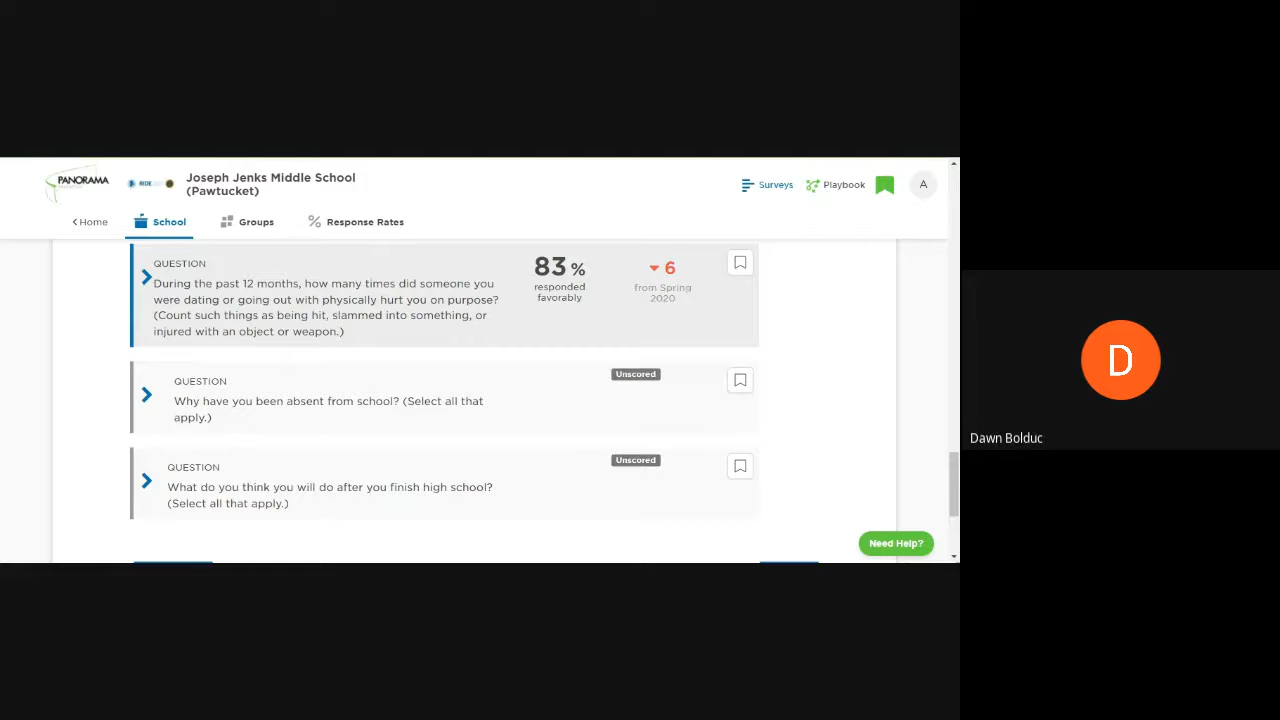 PANORAMA
RIDE
Joseph Jenks Middle School
(Pawtucket)
Surveys
Playbook
A
Home
School
Groups
Response Rates
QUESTION
During the past 12 months, how many times did someone you
were dating or going out with physically hurt you on purpose?
(Count such things as being hit, slammed into something, or
injured with an object or weapon.)
83 %
responded
favorably
6
from Spring
2020
Unscored
QUESTION
Why have you been absent from school? (Select all that
apply.)
Unscored
QUESTION
What do you think you will do after you finish high school?
(Select all that apply.)
Need Help?
D
Dawn Bolduc